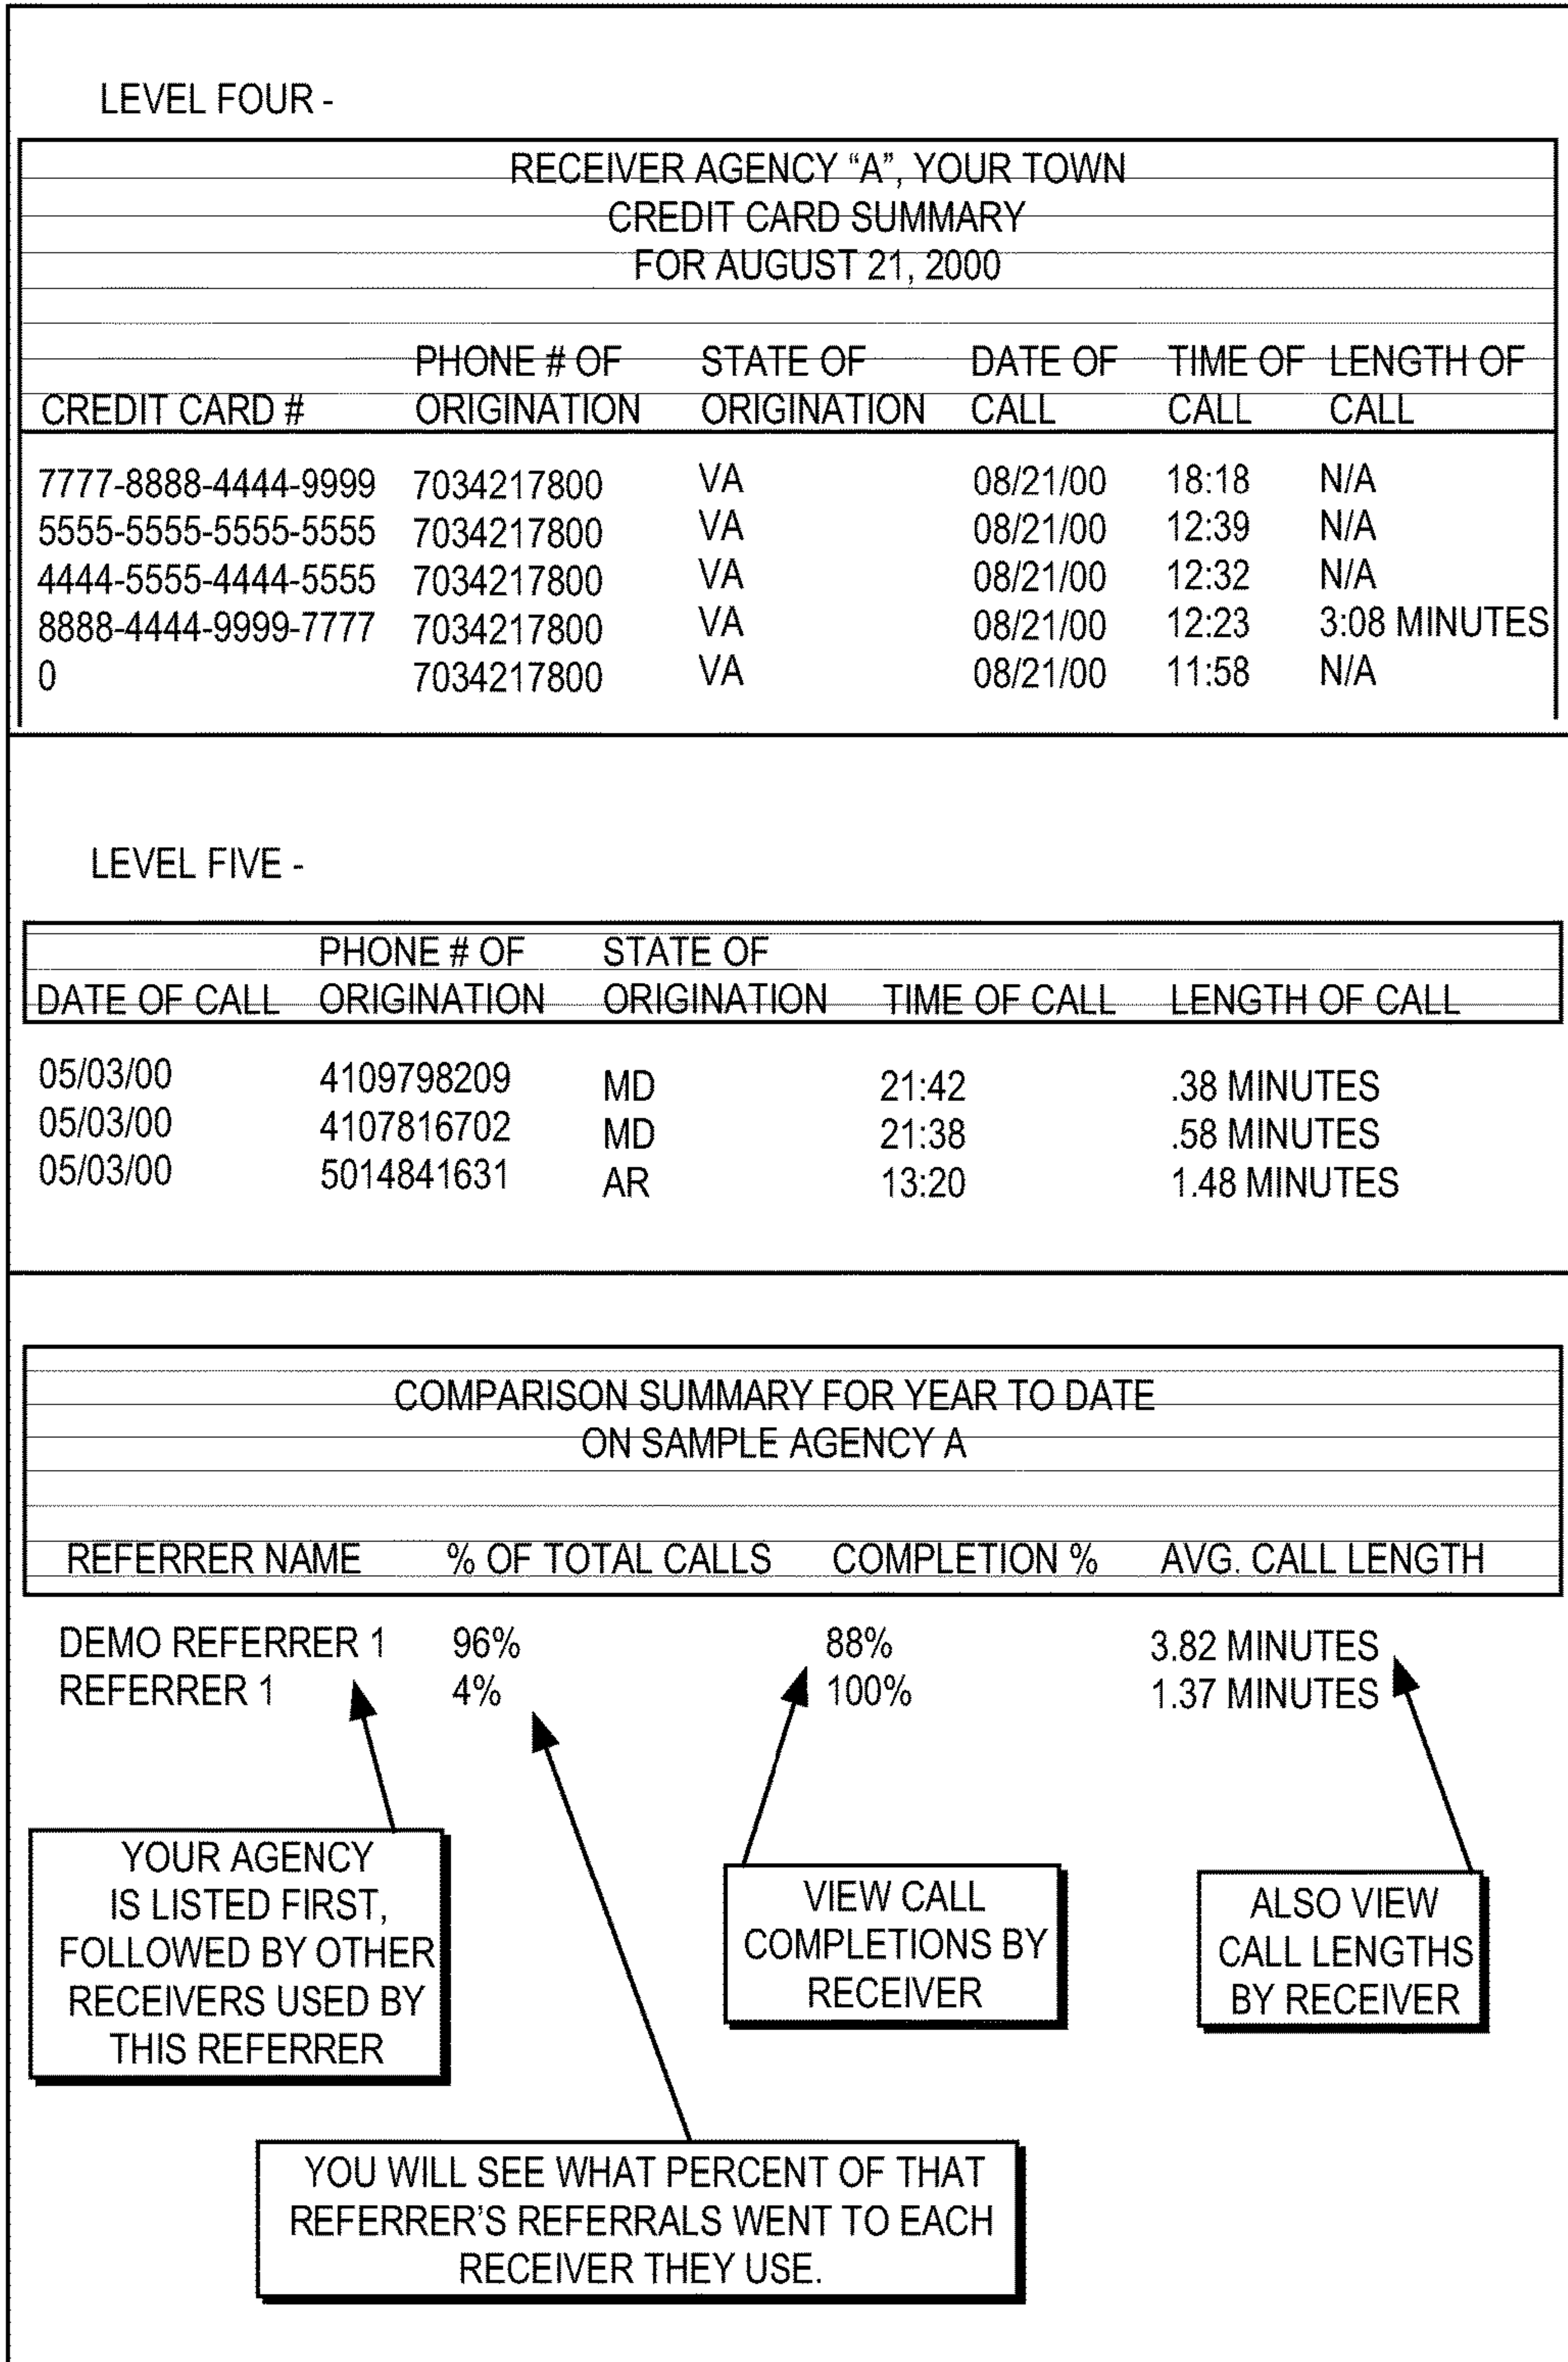 LEVEL FOUR -
RECEIVER AGENCY “A”, YOUR TOWN
CREDIT CARD SUMMARY
FOR AUGUST 21, 2000
PHONE # OF STATE OF DATE OF TIME OF LENGTH OF
CREDIT CARD # ORIGINATION ORIGINATION CALL CALL CALL
7777-8888-4444-9999 7034217800 VA 08/21/00 18:18 N/A
5555-5555-5555-5555 7034217800 VA 08/21/00 12:39 N/A
4444-5555-4444-5555 7034217800 VA 08/21/00 12:32 N/A
8888-4444-9999-7777 7034217800 VA 08/21/00 12:23 3:08 MINUTES
0 7034217800 VA 08/21/00 11:58 N/A
LEVEL FIVE -
PHONE # OF STATE OF
DATE OF CALL ORIGINATION ORIGINATION TIME OF CALL LENGTH OF CALL
05/03/00 4109798209 MD 21:42 .38 MINUTES
05/03/00 4107816702 MD 21:38 .58 MINUTES
05/03/00 5014841631 AR 13:20 1.48 MINUTES
COMPARISON SUMMARY FOR YEAR TO DATE
ON SAMPLE AGENCY A
REFERRER NAME % OF TOTAL CALLS COMPLETION % AVG. CALL LENGTH
DEMO REFERRER 1 96% 88% 3.82 MINUTES
REFERRER 1 4% 100% 1.37 MINUTES
YOUR AGENCY
IS LISTED FIRST,
FOLLOWED BY OTHER
RECEIVERS USED BY
THIS REFERRER
VIEW CALL
COMPLETIONS BY
RECEIVER
ALSO VIEW
CALL LENGTHS
BY RECEIVER
YOU WILL SEE WHAT PERCENT OF THAT
REFERRER’S REFERRALS WENT TO EACH
RECEIVER THEY USE.